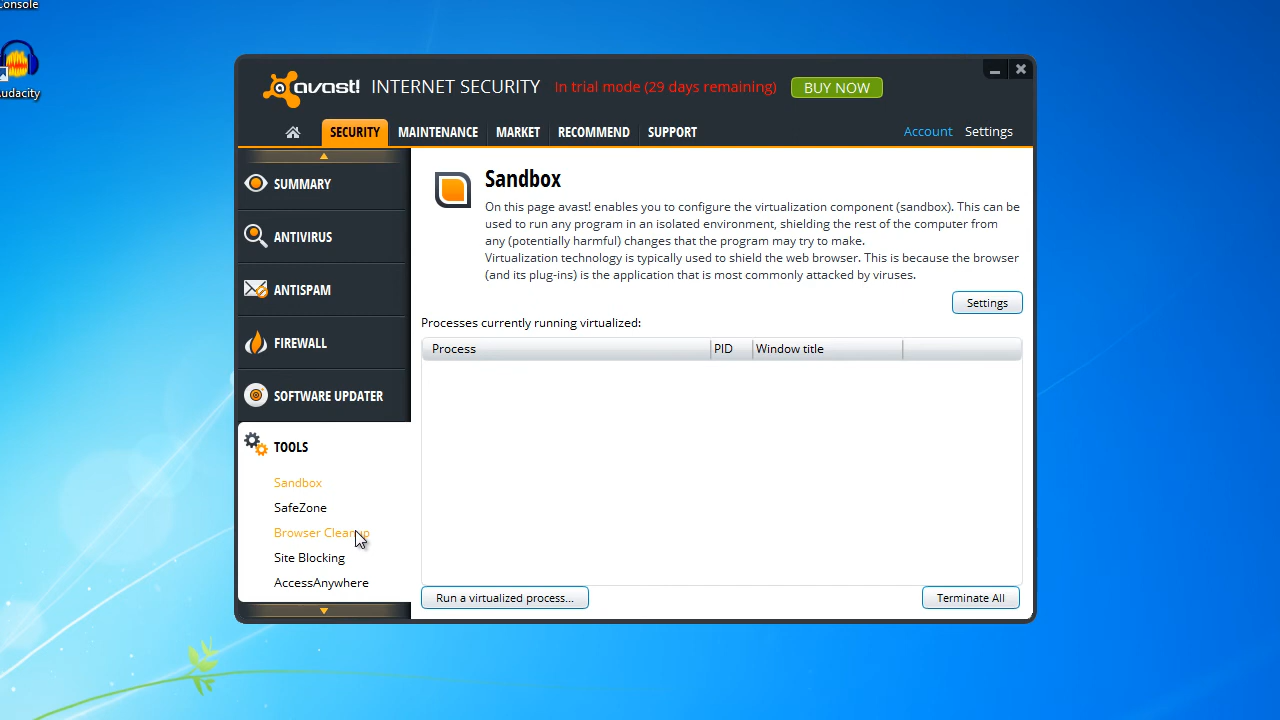 Console
udacity
avast! INTERNET SECURITY In trial mode (29 days remaining) BUY NOW
SECURITY MAINTENANCE MARKET RECOMMEND SUPPORT Account Settings
SUMMARY
ANTIVIRUS
ANTISPAM
FIREWALL
SOFTWARE UPDATER
TOOLS
Sandbox
SafeZone
Browser Cleanup
Site Blocking
AccessAnywhere
Sandbox
On this page avast! enables you to configure the virtualization component (sandbox). This can be
used to run any program in an isolated environment, shielding the rest of the computer from
any (potentially harmful) changes that the program may try to make.
Virtualization technology is typically used to shield the web browser. This is because the browser
(and its plug-ins) is the application that is most commonly attacked by viruses.
Settings
Processes currently running virtualized:
Process PID Window title
Run a virtualized process... Terminate All